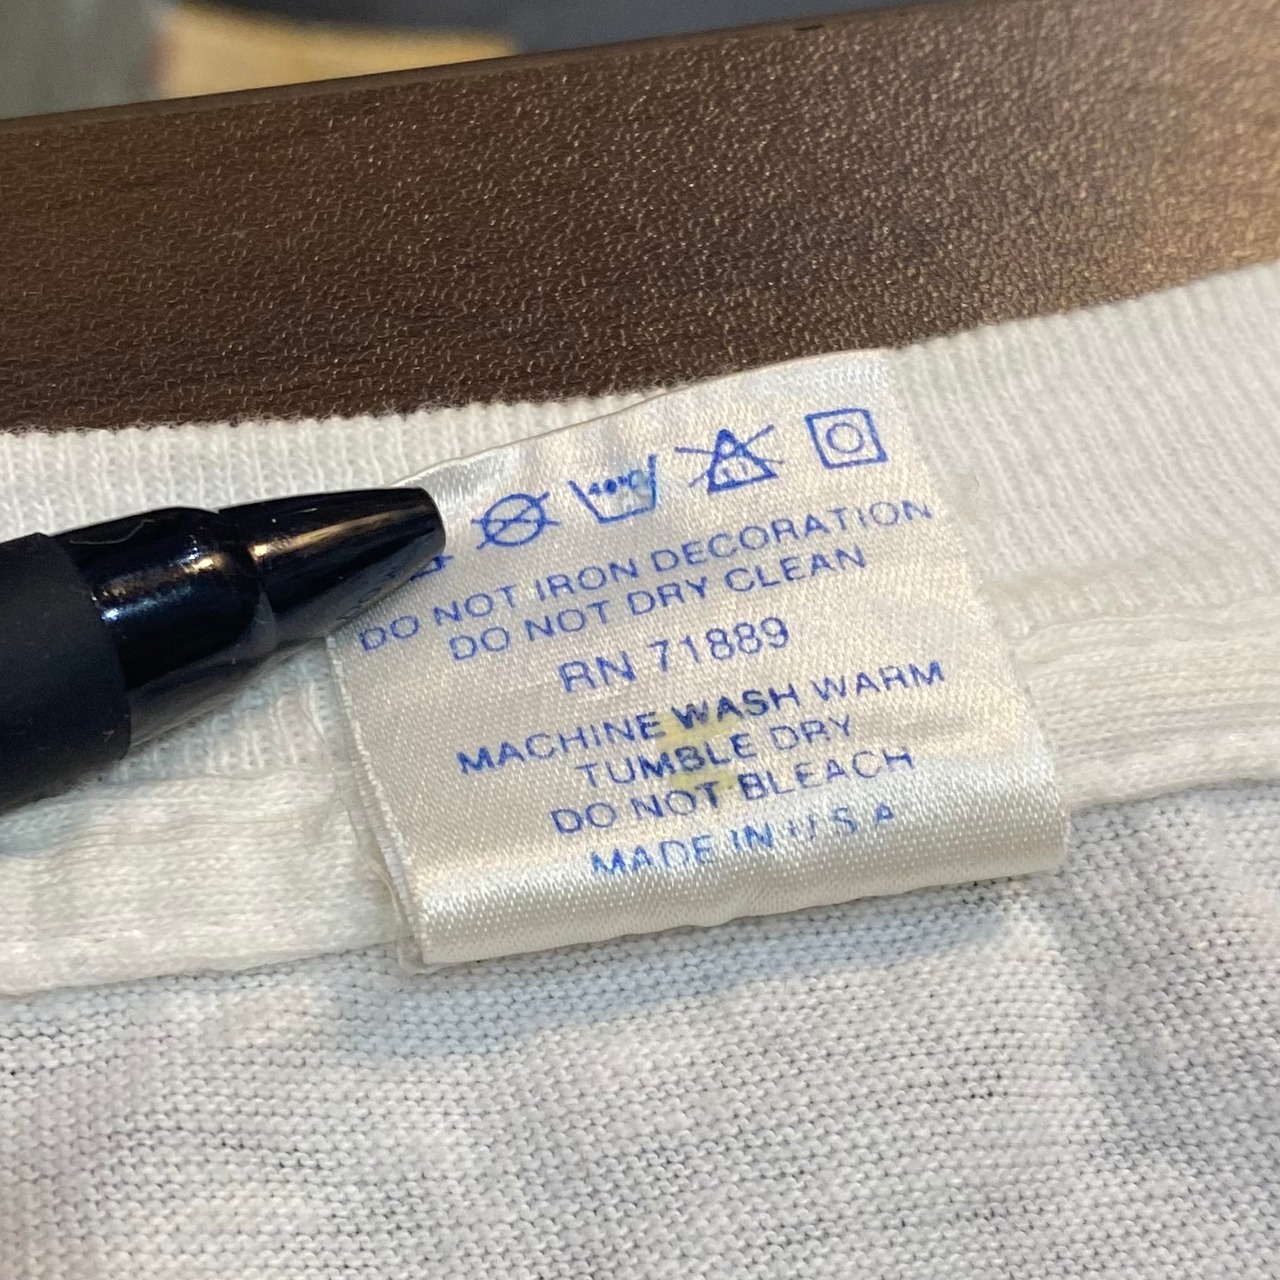 40°C
DO NOT IRON DECORATION
DO NOT DRY CLEAN
RN 71889
MACHINE WASH WARM
TUMBLE DRY
DO NOT BLEACH
MADE IN U S A